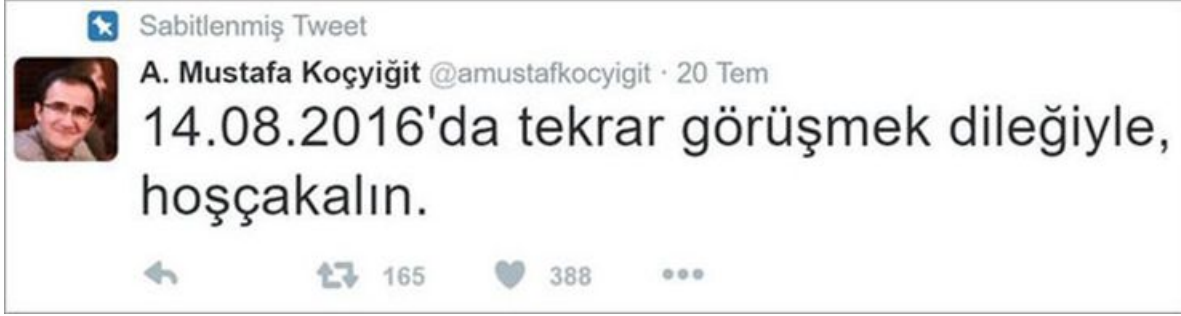 Sabitlenmiş Tweet
A. Mustafa Koçyiğit @amustafkocyigit · 20 Tem
14.08.2016'da tekrar görüşmek dileğiyle,
hoşçakalın.
165 388